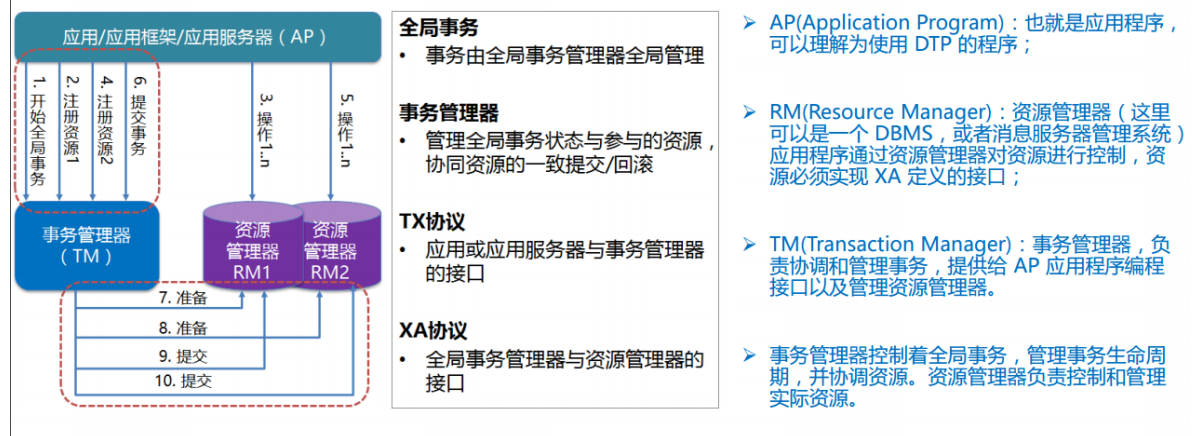 应用/应用框架/应用服务器（AP）
1. 开始全局事务
2. 注册资源1
4. 注册资源2
6. 提交事务
3. 操作1..n
5. 操作1..n
事务管理器
（TM）
资源
管理器
RM1
资源
管理器
RM2
7. 准备
8. 准备
9. 提交
10. 提交
全局事务
• 事务由全局事务管理器全局管理
事务管理器
• 管理全局事务状态与参与的资源，
协同资源的一致提交/回滚
TX协议
• 应用或应用服务器与事务管理器
的接口
XA协议
• 全局事务管理器与资源管理器的
接口
➢ AP(Application Program)：也就是应用程序，
可以理解为使用 DTP 的程序；
➢ RM(Resource Manager)：资源管理器（这里
可以是一个 DBMS，或者消息服务器管理系统）
应用程序通过资源管理器对资源进行控制，资
源必须实现 XA 定义的接口；
➢ TM(Transaction Manager)：事务管理器，负
责协调和管理事务，提供给 AP 应用程序编程
接口以及管理资源管理器。
➢ 事务管理器控制着全局事务，管理事务生命周
期，并协调资源。资源管理器负责控制和管理
实际资源。